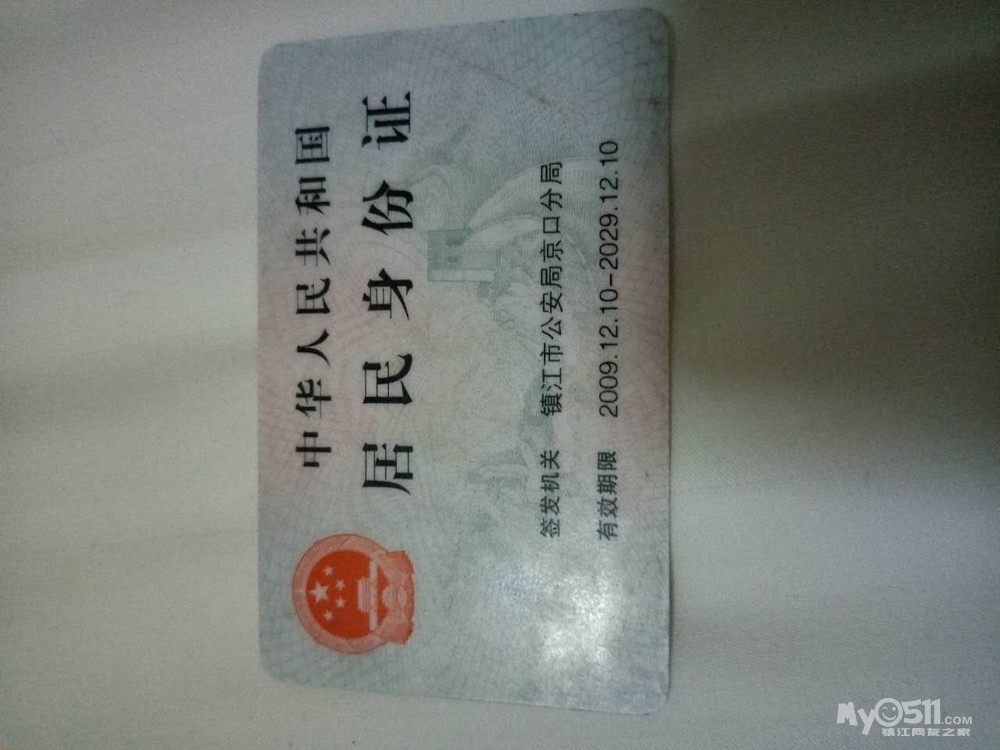 中华人民共和国
居民身份证
签发机关 镇江市公安局京口分局
有效期限 2009.12.10-2029.12.10
My0511.com
镇江网友之家